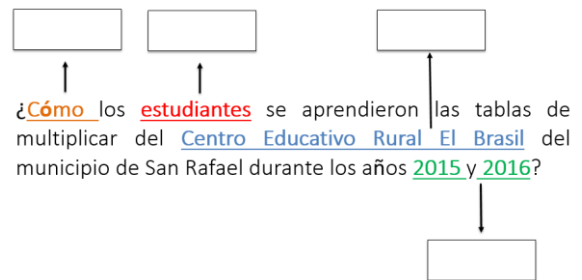 ¿Cómo los estudiantes se aprendieron las tablas de
multiplicar del Centro Educativo Rural El Brasil del
municipio de San Rafael durante los años 2015 y 2016?